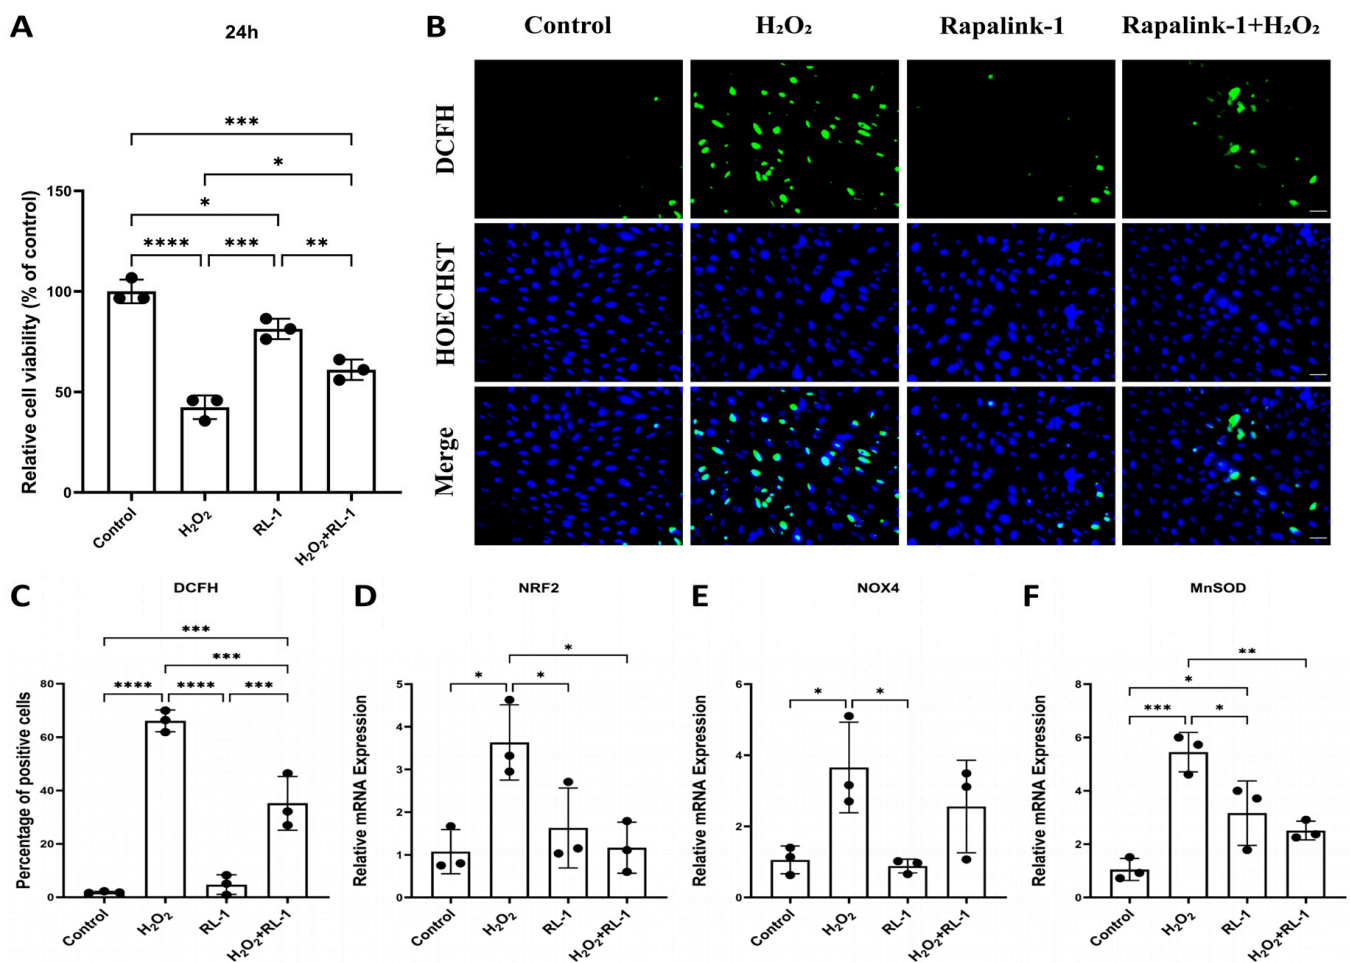 A
24h
Relative cell viability (% of control)
150
100
50
0
***
*
*
****
***
**
Control
H₂O₂
RL-1
H₂O₂+RL-1
B
Control
H₂O₂
Rapalink-1
Rapalink-1+H₂O₂
DCFH
HOECHST
Merge
C
DCFH
Percentage of positive cells
80
60
40
20
0
***
***
****
****
***
Control
H₂O₂
RL-1
H₂O₂+RL-1
D
NRF2
Relative mRNA Expression
5
4
3
2
1
0
*
*
*
Control
H₂O₂
RL-1
H₂O₂+RL-1
E
NOX4
Relative mRNA Expression
6
4
2
0
*
*
Control
H₂O₂
RL-1
H₂O₂+RL-1
F
MnSOD
Relative mRNA Expression
8
6
4
2
0
**
*
***
*
Control
H₂O₂
RL-1
H₂O₂+RL-1